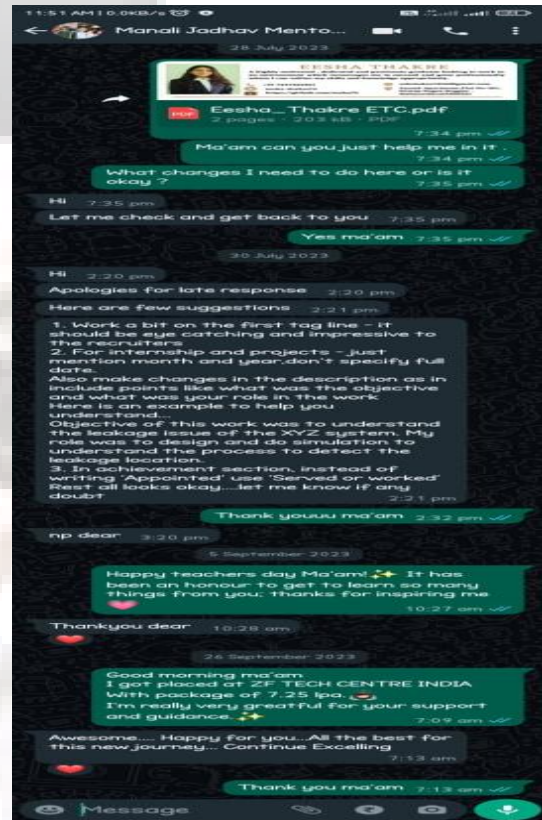 11:51 AM | 0.0KB/s
Manali Jadhav Mento...
28 July 2023
EESHA THAKRE
Eesha_Thakre ETC.pdf
PDF
2 pages • 203 kB • PDF
7:34 pm
Ma'am can you just help me in it .
7:34 pm
What changes I need to do here or is it
okay ?
7:35 pm
Hi 7:35 pm
Let me check and get back to you 7:35 pm
Yes ma'am 7:35 pm
30 July 2023
Hi 2:20 pm
Apologies for late response 2:20 pm
Here are few suggestions 2:21 pm
1. Work a bit on the first tag line - it
should be eye catching and impressive to
the recruiters
2. For internship and projects - just
mention month and year,don't specify full
date.
Also make changes in the description as in
include points like what was the objective
and what was your role in the work
Here is an example to help you
understand...
Objective of this work was to understand
the leakage issue of the XYZ system. My
role was to design and do simulation to
understand the process to detect the
leakage location.
3. In achievement section, instead of
writing 'Appointed' use 'Served or worked'
Rest all looks okay....let me know if any
doubt
2:21 pm
Thank youuu ma'am 2:32 pm
np dear 3:20 pm
5 September 2023
Happy teachers day Ma'am!✨ It has
been an honour to get to learn so many
things from you; thanks for inspiring me
10:27 am
Thankyou dear 10:28 am
26 September 2023
Good morning ma'am
I got placed at ZF TECH CENTRE INDIA
With package of 7.25 lpa.
I'm really very greatful for your support
and guidance.✨
7:09 am
Awesome.... Happy for you...All the best for
this new journey... Continue Excelling
7:13 am
Thank you ma'am 7:13 am
Message